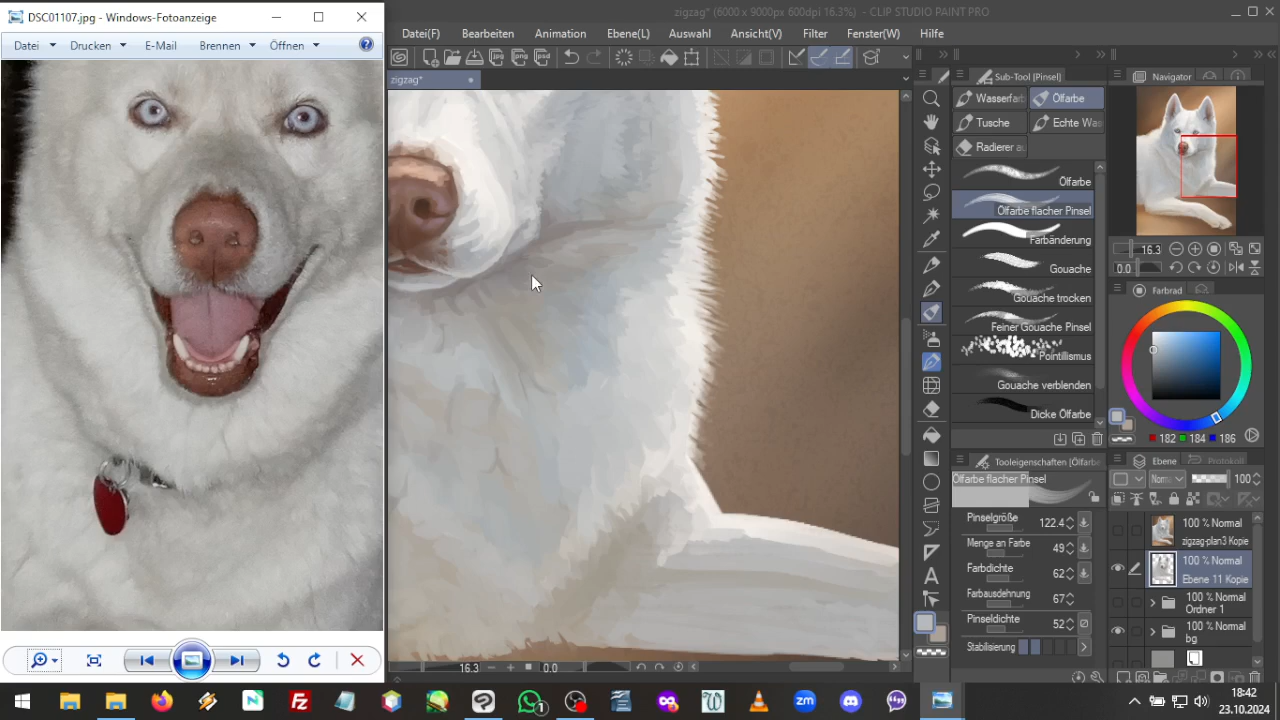 DSC01107.jpg - Windows-Fotoanzeige
Datei Drucken E-Mail Brennen Öffnen
zigzag* (6000 x 9000px 600dpi 16.3%) - CLIP STUDIO PAINT PRO
Datei(F) Bearbeiten Animation Ebene(L) Auswahl Ansicht(V) Filter Fenster(W) Hilfe
zigzag*
Sub-Tool [Pinsel]
Wasserfar Ölfarbe
Tusche Echte Was
Radierer au
Ölfarbe
Ölfarbe flacher Pinsel
Farbänderung
Gouache
Gouache trocken
Feiner Gouache Pinsel
Pointillismus
Gouache verblenden
Dicke Ölfarbe
Tooleigenschaften [Ölfarbe
Ölfarbe flacher Pinsel
Pinselgröße 122.4
Menge an Farbe 49
Farbdichte 62
Farbausdehnung 67
Pinseldichte 52
Stabilisierung
Navigator
16.3
0.0
Farbrad
182 184 186
Ebene Protokoll
Norma 100
100 % Normal
zigzag-plan3 Kopie
100 % Normal
Ebene 11 Kopie
100 % Normal
Ordner 1
100 % Normal
bg
16.3 0.0
1
zm
18:42
23.10.2024